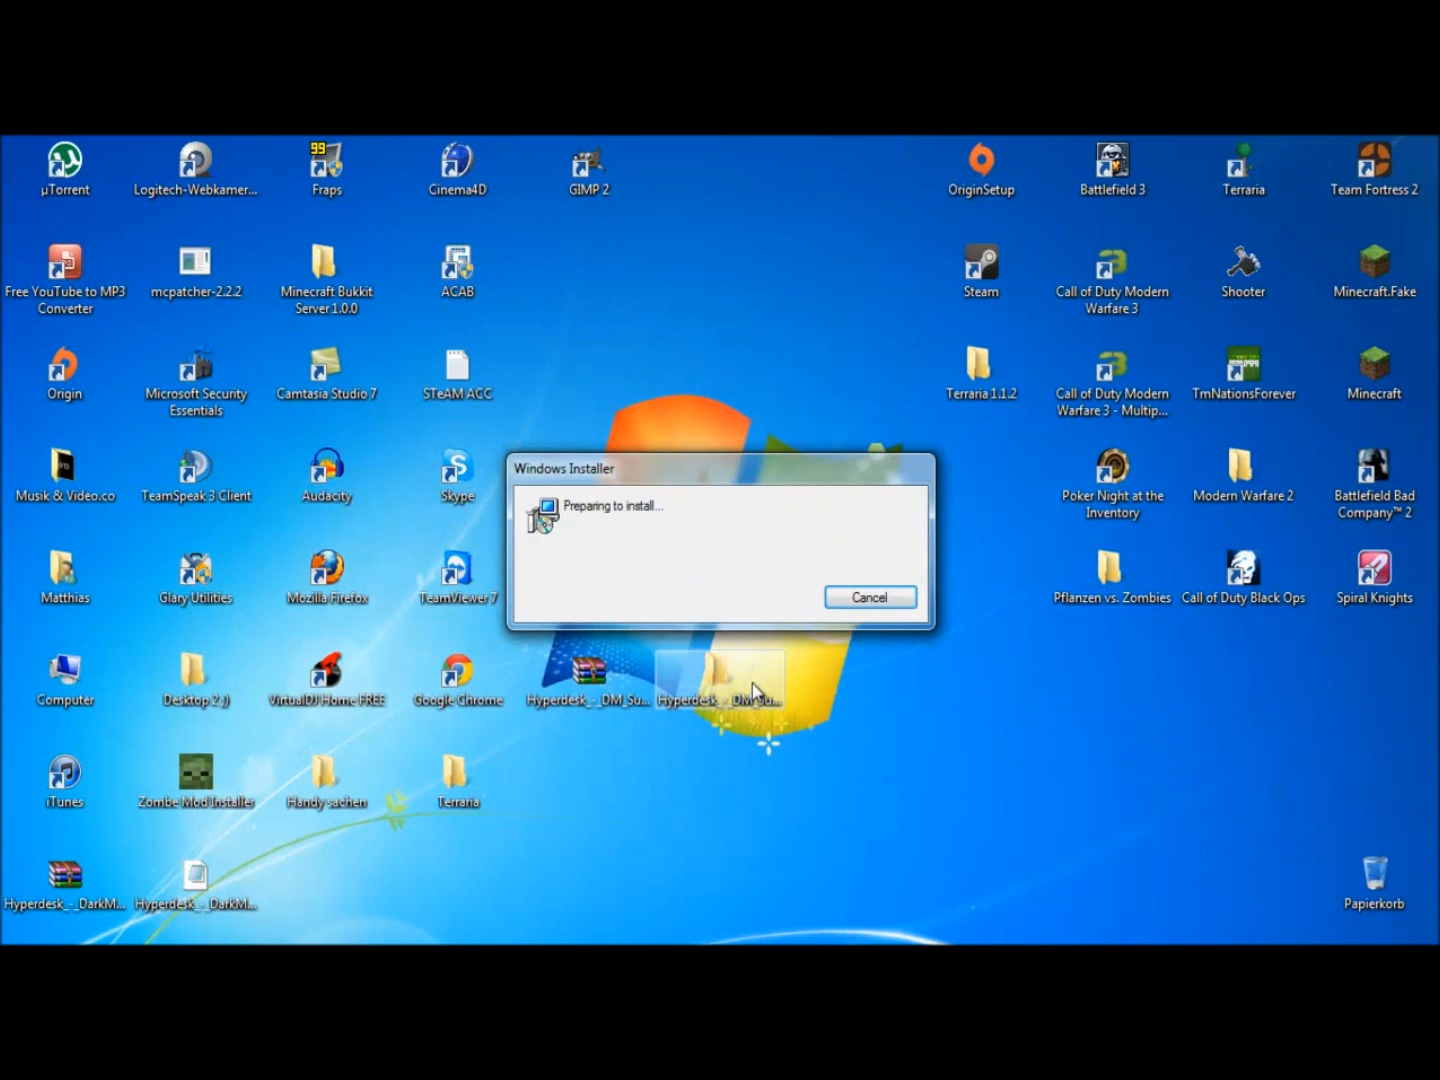 µTorrent
Logitech-Webkamer...
99
Fraps
Cinema4D
GIMP 2
OriginSetup
Battlefield 3
Terraria
Team Fortress 2
Free YouTube to MP3
Converter
mcpatcher-2.2.2
Minecraft Bukkit
Server 1.0.0
ACAB
Steam
Call of Duty Modern
Warfare 3
Shooter
Minecraft.Fake
Origin
Microsoft Security
Essentials
Camtasia Studio 7
STeAM ACC
Terraria 1.1.2
Call of Duty Modern
Warfare 3 - Multip...
TmNationsForever
Minecraft
Musik & Video.co
TeamSpeak 3 Client
Audacity
Skype
Windows Installer
Preparing to install...
Cancel
Poker Night at the
Inventory
Modern Warfare 2
Battlefield Bad
Company™ 2
Matthias
Glary Utilities
Mozilla Firefox
TeamViewer 7
Pflanzen vs. Zombies
Call of Duty Black Ops
Spiral Knights
Computer
Desktop 2 ;)
VirtualDJ Home FREE
Google Chrome
Hyperdesk_-_DM_Su...
Hyperdesk_-_DM_Su...
iTunes
Zombe Mod Installer
Handy sachen
Terraria
Hyperdesk_-_DarkM...
Hyperdesk_-_DarkM...
Papierkorb